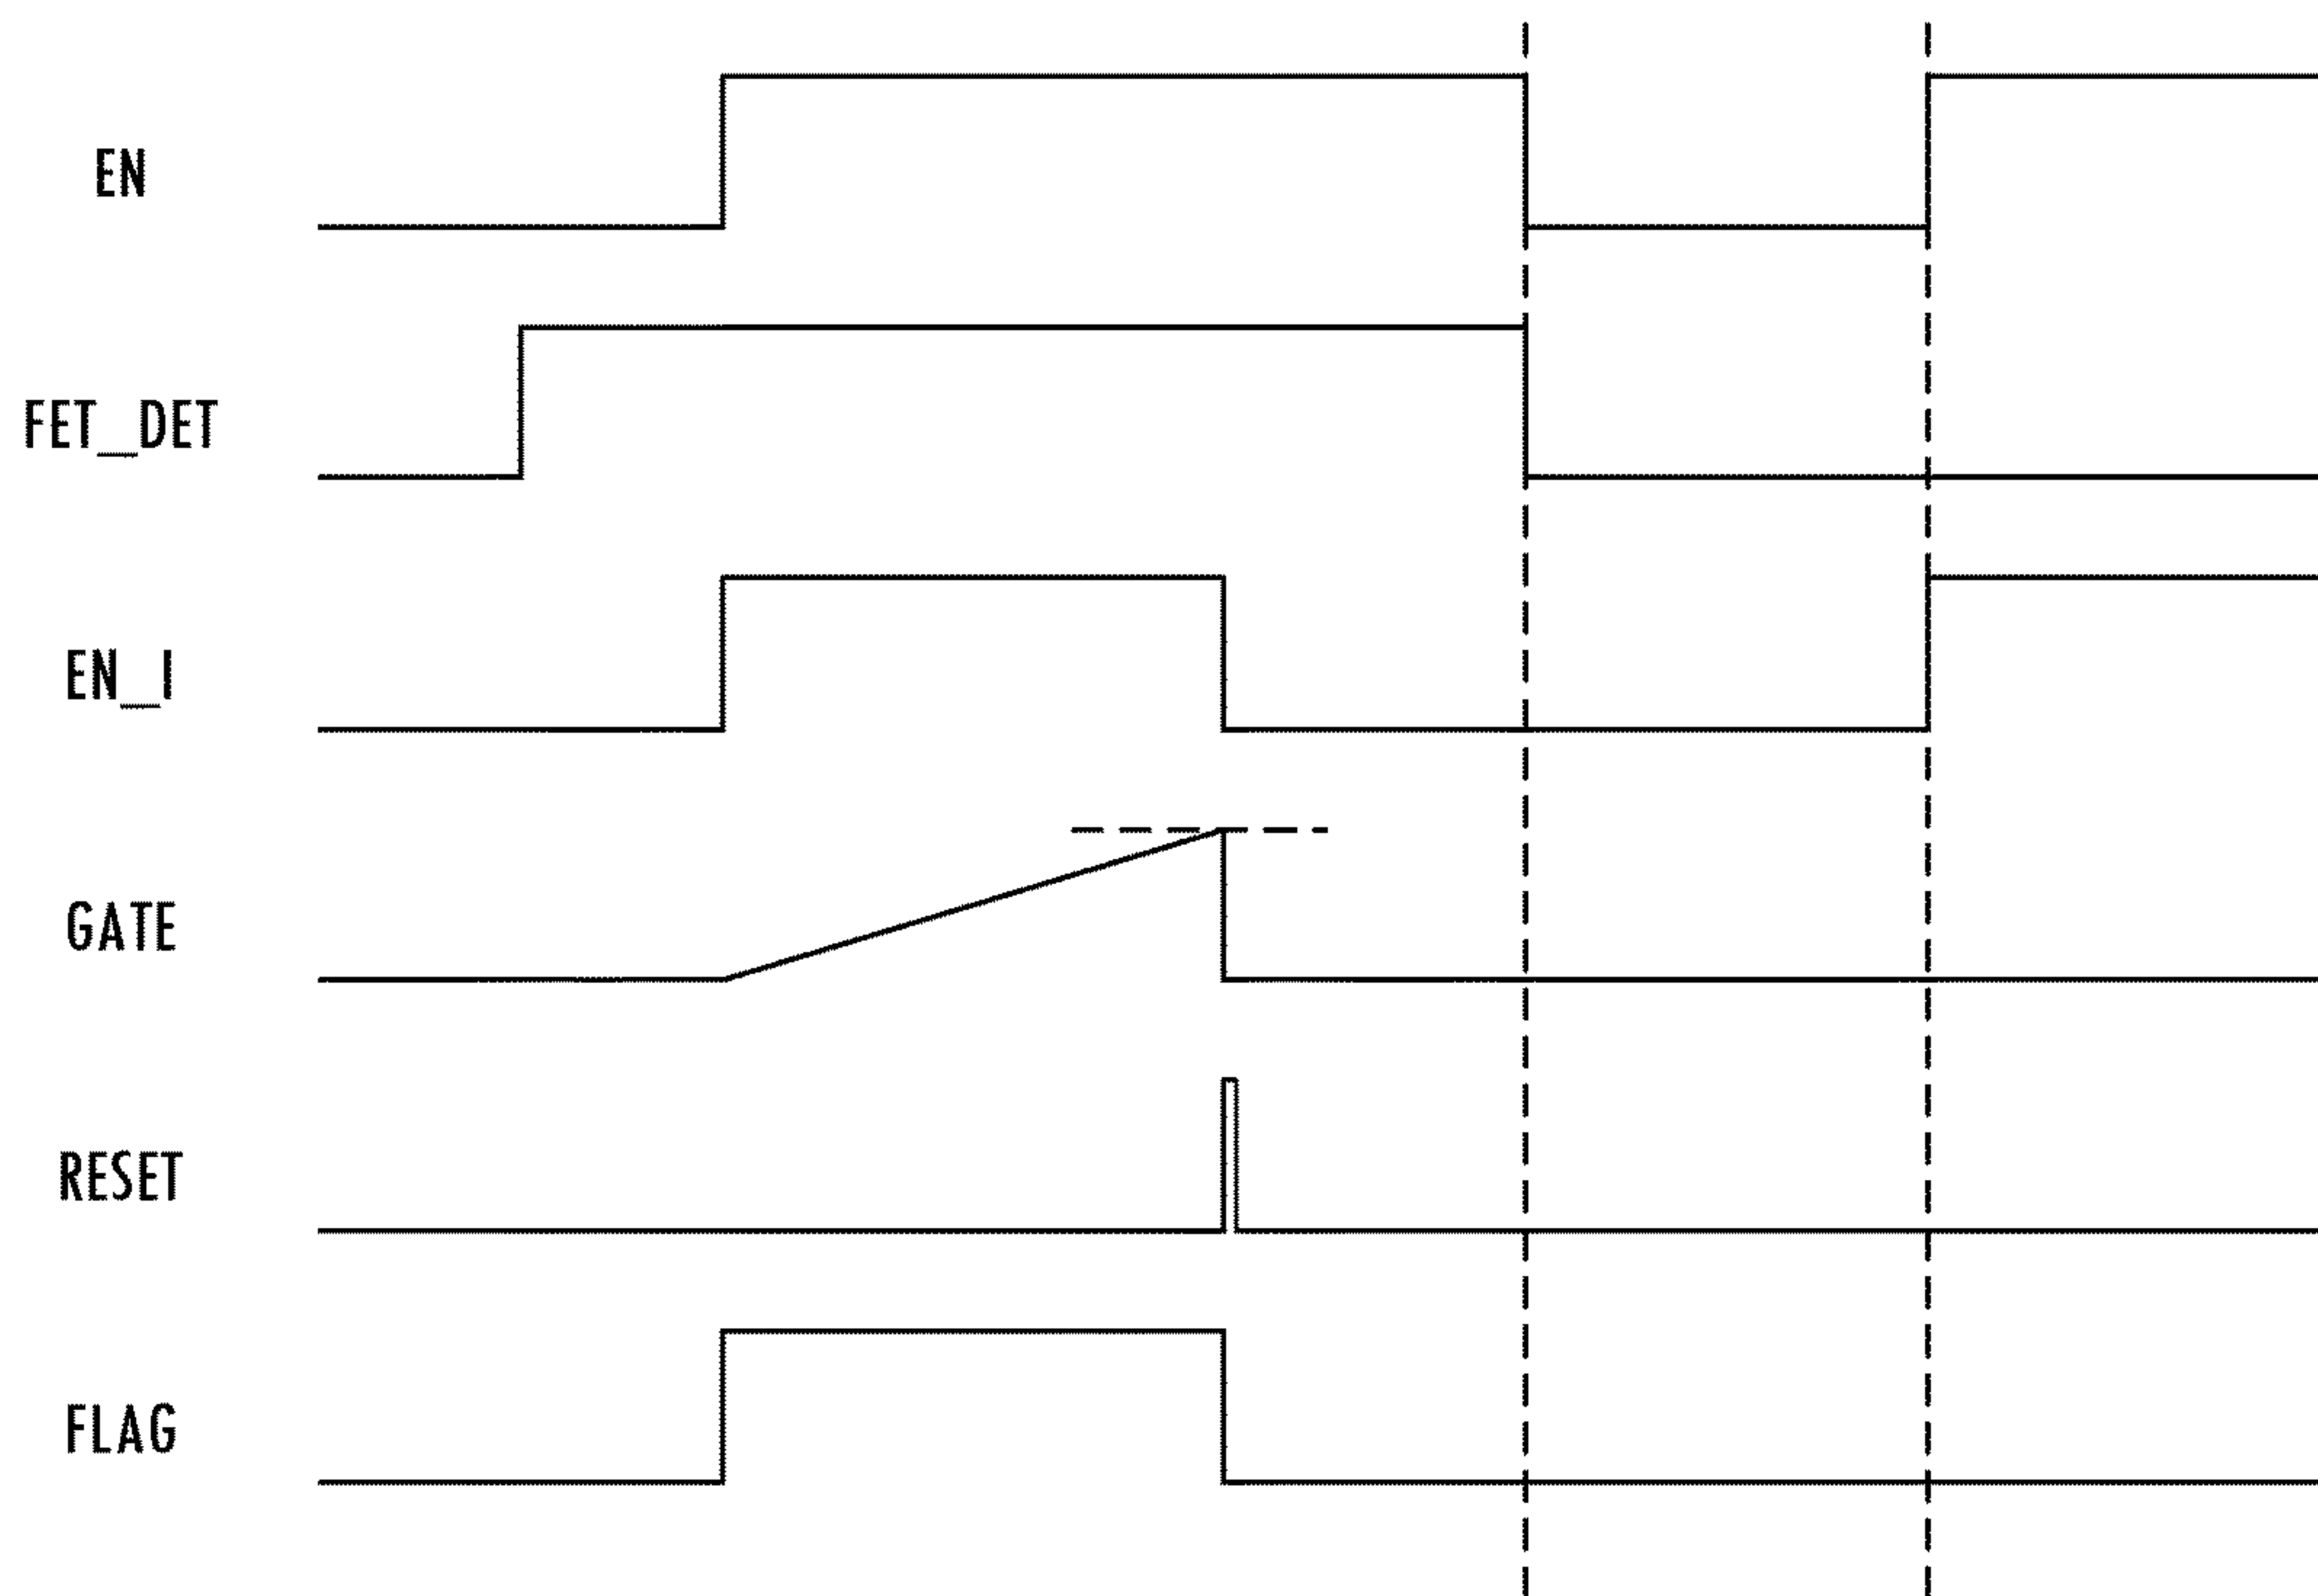 EN
FET_DET
EN_I
GATE
RESET
FLAG